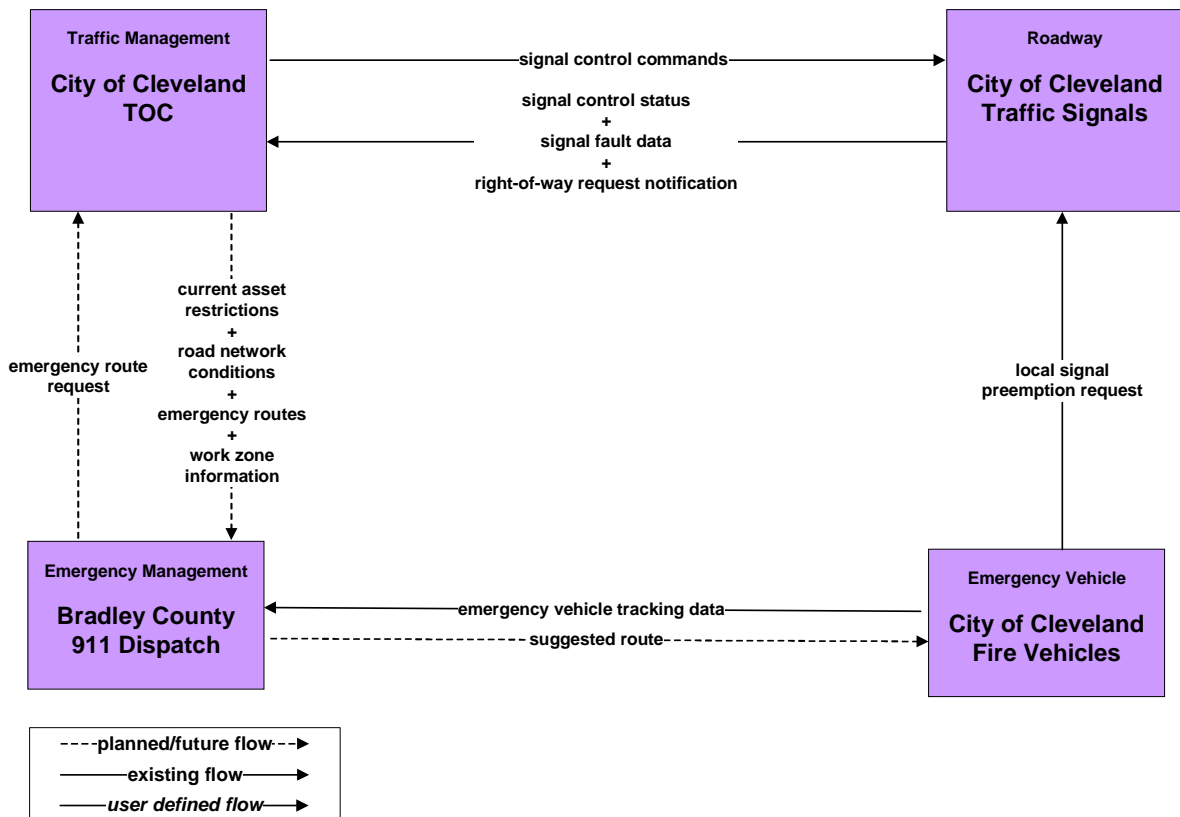 Traffic Management
City of Cleveland
TOC
signal control commands
signal control status
+
signal fault data
+
right-of-way request notification
Roadway
City of Cleveland
Traffic Signals
emergency route
request
current asset
restrictions
+
road network
conditions
+
emergency routes
+
work zone
information
local signal
preemption request
Emergency Management
Bradley County
911 Dispatch
emergency vehicle tracking data
suggested route
Emergency Vehicle
City of Cleveland
Fire Vehicles
planned/future flow
existing flow
user defined flow